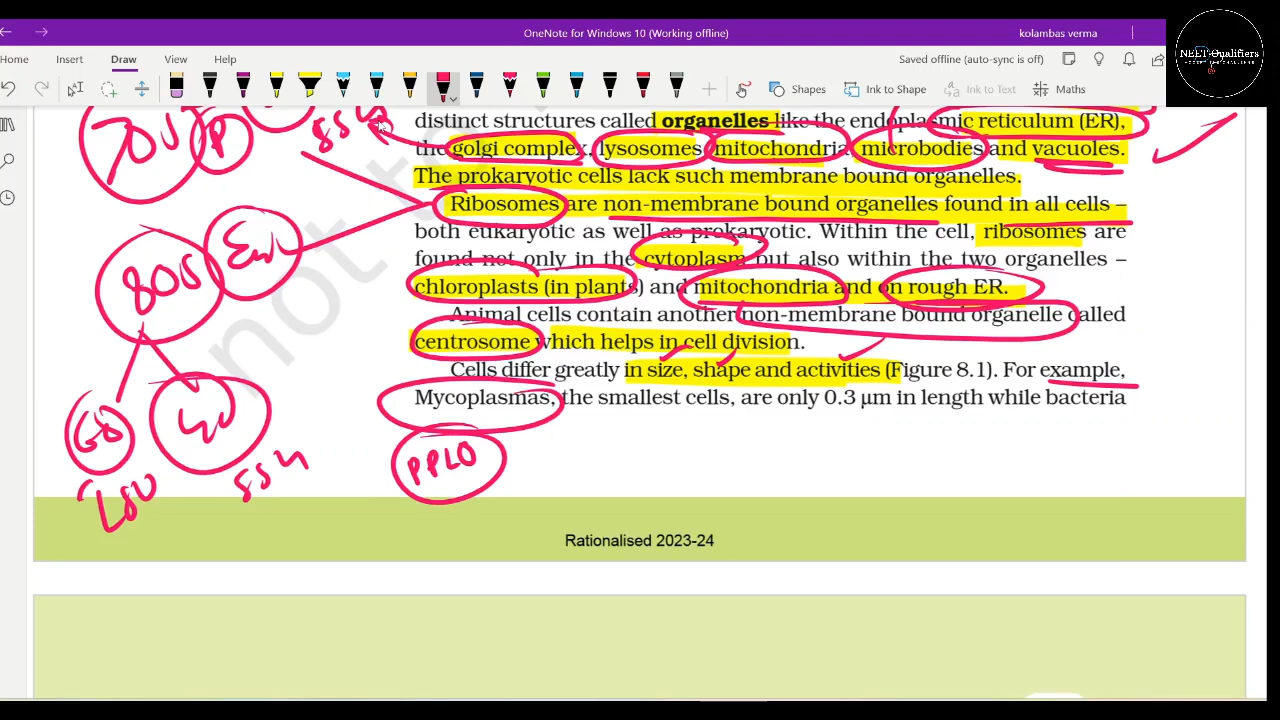 OneNote for Windows 10 (Working offline)
kolambas verma
NEET Qualifiers
Home Insert Draw View Help
Saved offline (auto-sync is off)
Shapes Ink to Shape Ink to Text Maths
distinct structures called organelles like the endoplasmic reticulum (ER),
the golgi complex, lysosomes, mitochondria, microbodies and vacuoles.
The prokaryotic cells lack such membrane bound organelles.
Ribosomes are non-membrane bound organelles found in all cells –
both eukaryotic as well as prokaryotic. Within the cell, ribosomes are
found not only in the cytoplasm but also within the two organelles –
chloroplasts (in plants) and mitochondria and on rough ER.
Animal cells contain another non-membrane bound organelle called
centrosome which helps in cell division.
Cells differ greatly in size, shape and activities (Figure 8.1). For example,
Mycoplasmas, the smallest cells, are only 0.3 µm in length while bacteria
70S P
80S
60
LSU
PPLO
not
Rationalised 2023-24